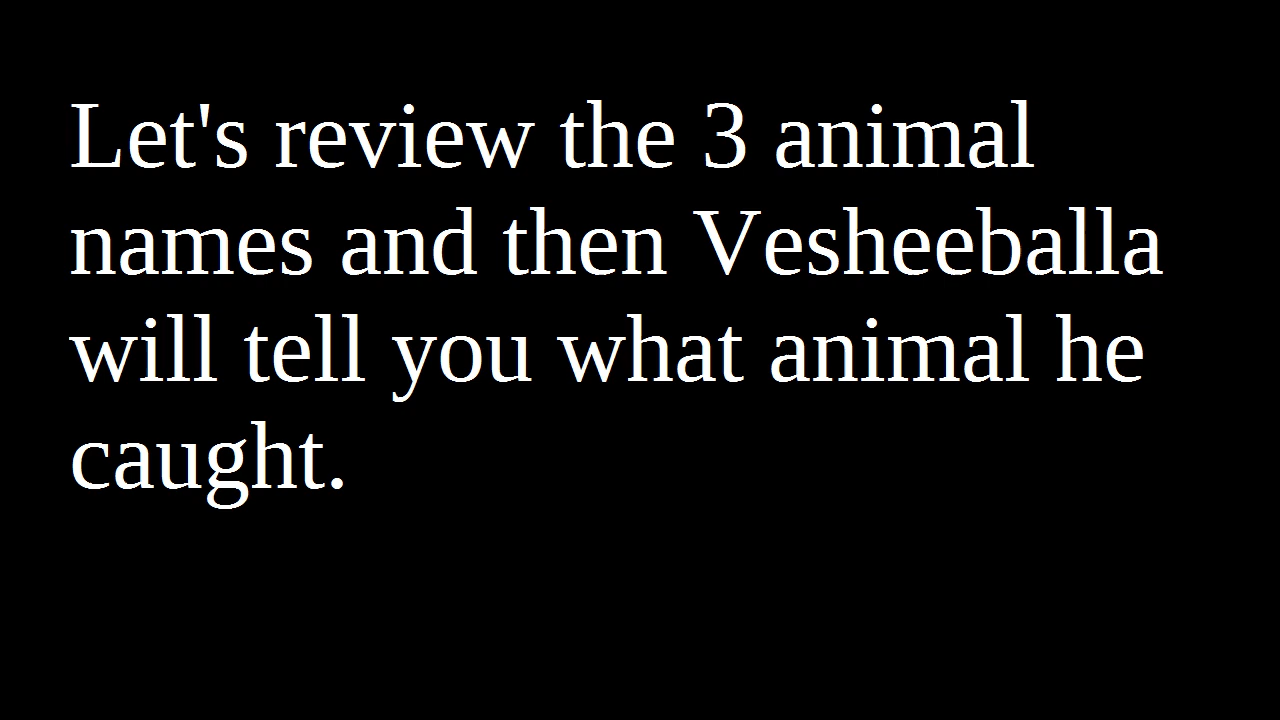 Let's review the 3 animal
names and then Vesheeballa
will tell you what animal he
caught.